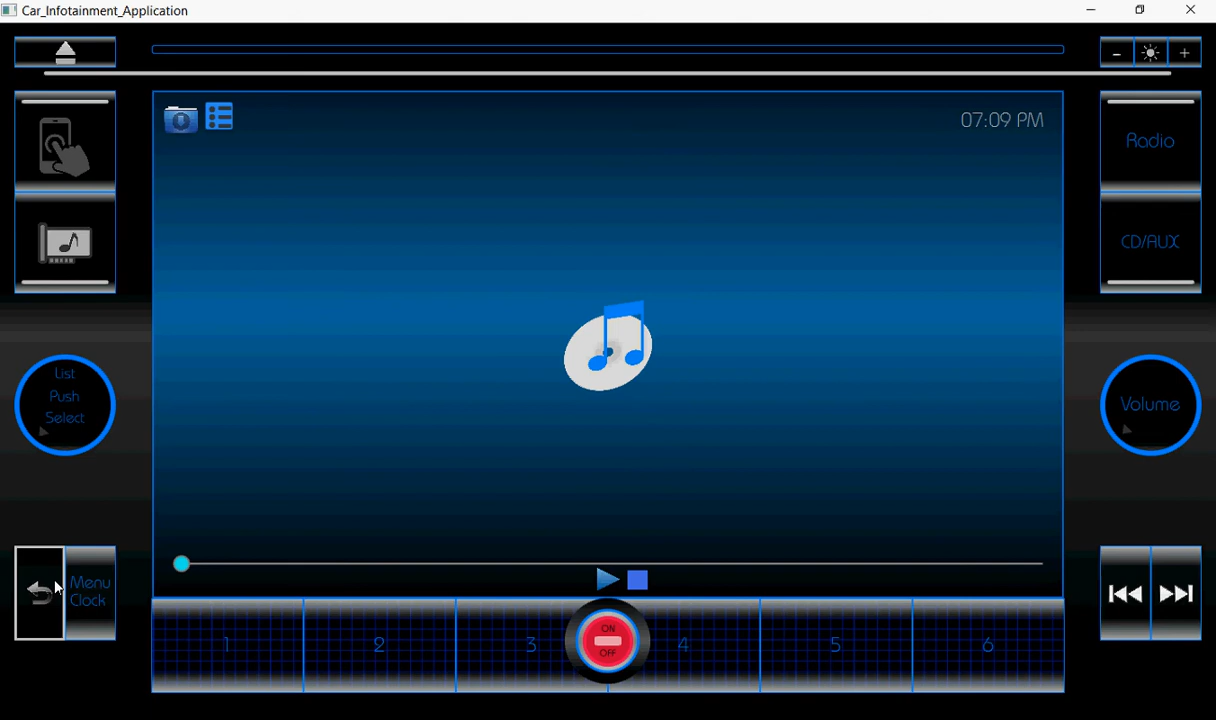 Car_Infotainment_Application
- +
07:09 PM
Radio
CD/AUX
List
Push
Select
Volume
Menu
Clock
1 2 3 4 5 6
ON
OFF